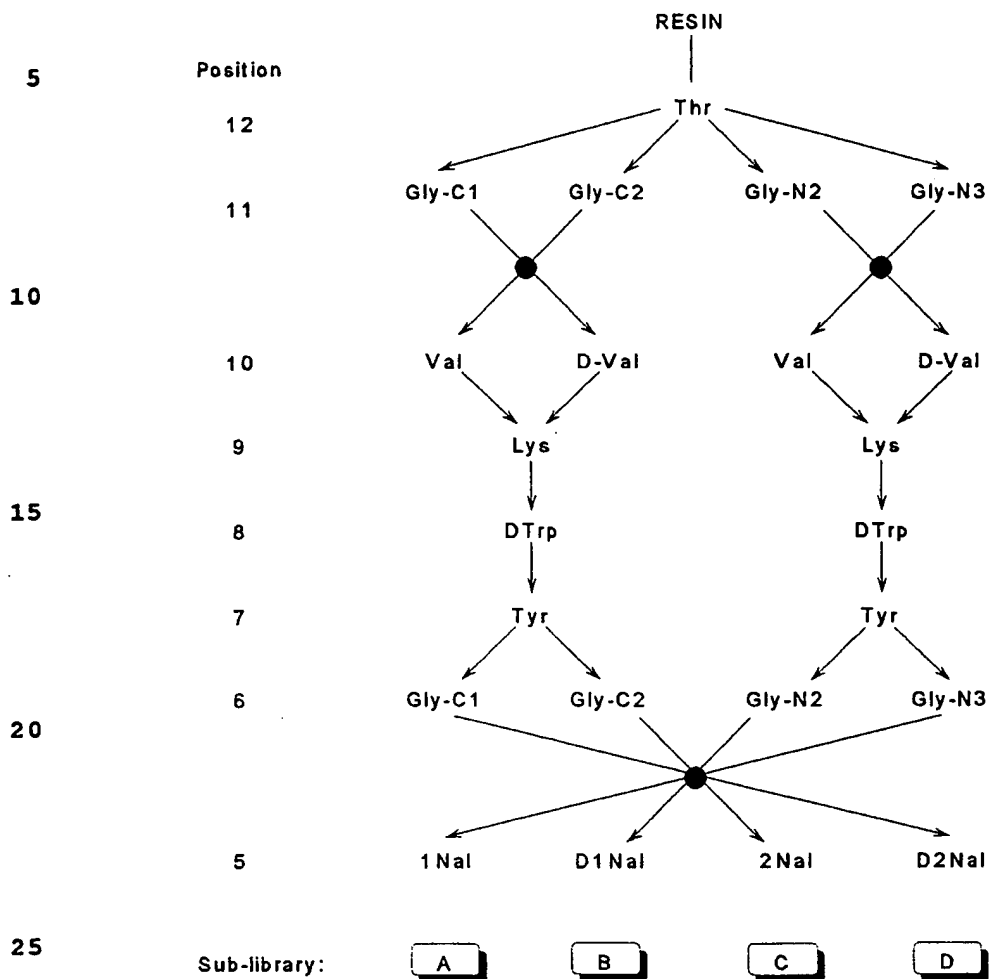 RESIN
5 Position
Thr
12
Gly-C1 Gly-C2 Gly-N2 Gly-N3
11
10
10 Val D-Val Val D-Val
9 Lys Lys
15
8 DTrp DTrp
7 Tyr Tyr
6 Gly-C1 Gly-C2 Gly-N2 Gly-N3
20
5 1Nal D1Nal 2Nal D2Nal
25
Sub-library: A B C D